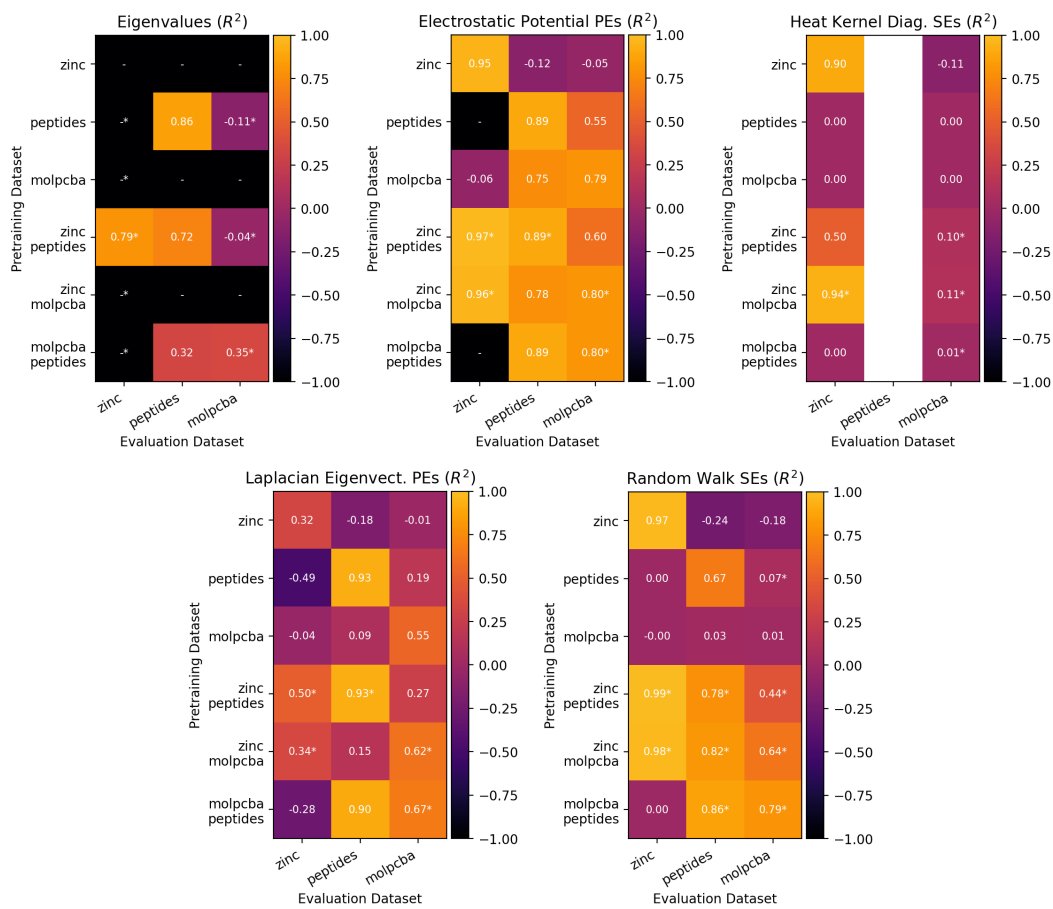 Eigenvalues (R²)
zinc
peptides
molpcba
zinc
peptides
zinc
molpcba
molpcba
peptides
Pretraining Dataset
- - -
-* 0.86 -0.11*
-* - -
0.79* 0.72 -0.04*
-* - -
-* 0.32 0.35*
zinc peptides molpcba
Evaluation Dataset
1.00
0.75
0.50
0.25
0.00
−0.25
−0.50
−0.75
−1.00
Electrostatic Potential PEs (R²)
zinc
peptides
molpcba
zinc
peptides
zinc
molpcba
molpcba
peptides
Pretraining Dataset
0.95 -0.12 -0.05
- 0.89 0.55
-0.06 0.75 0.79
0.97* 0.89* 0.60
0.96* 0.78 0.80*
- 0.89 0.80*
zinc peptides molpcba
Evaluation Dataset
1.00
0.75
0.50
0.25
0.00
−0.25
−0.50
−0.75
−1.00
Heat Kernel Diag. SEs (R²)
zinc
peptides
molpcba
zinc
peptides
zinc
molpcba
molpcba
peptides
Pretraining Dataset
0.90 -0.11
0.00 0.00
0.00 0.00
0.50 0.10*
0.94* 0.11*
0.00 0.01*
zinc peptides molpcba
Evaluation Dataset
1.00
0.75
0.50
0.25
0.00
−0.25
−0.50
−0.75
−1.00
Laplacian Eigenvect. PEs (R²)
zinc
peptides
molpcba
zinc
peptides
zinc
molpcba
molpcba
peptides
Pretraining Dataset
0.32 -0.18 -0.01
-0.49 0.93 0.19
-0.04 0.09 0.55
0.50* 0.93* 0.27
0.34* 0.15 0.62*
-0.28 0.90 0.67*
zinc peptides molpcba
Evaluation Dataset
1.00
0.75
0.50
0.25
0.00
−0.25
−0.50
−0.75
−1.00
Random Walk SEs (R²)
zinc
peptides
molpcba
zinc
peptides
zinc
molpcba
molpcba
peptides
Pretraining Dataset
0.97 -0.24 -0.18
0.00 0.67 0.07*
-0.00 0.03 0.01
0.99* 0.78* 0.44*
0.98* 0.82* 0.64*
0.00 0.86* 0.79*
zinc peptides molpcba
Evaluation Dataset
1.00
0.75
0.50
0.25
0.00
−0.25
−0.50
−0.75
−1.00